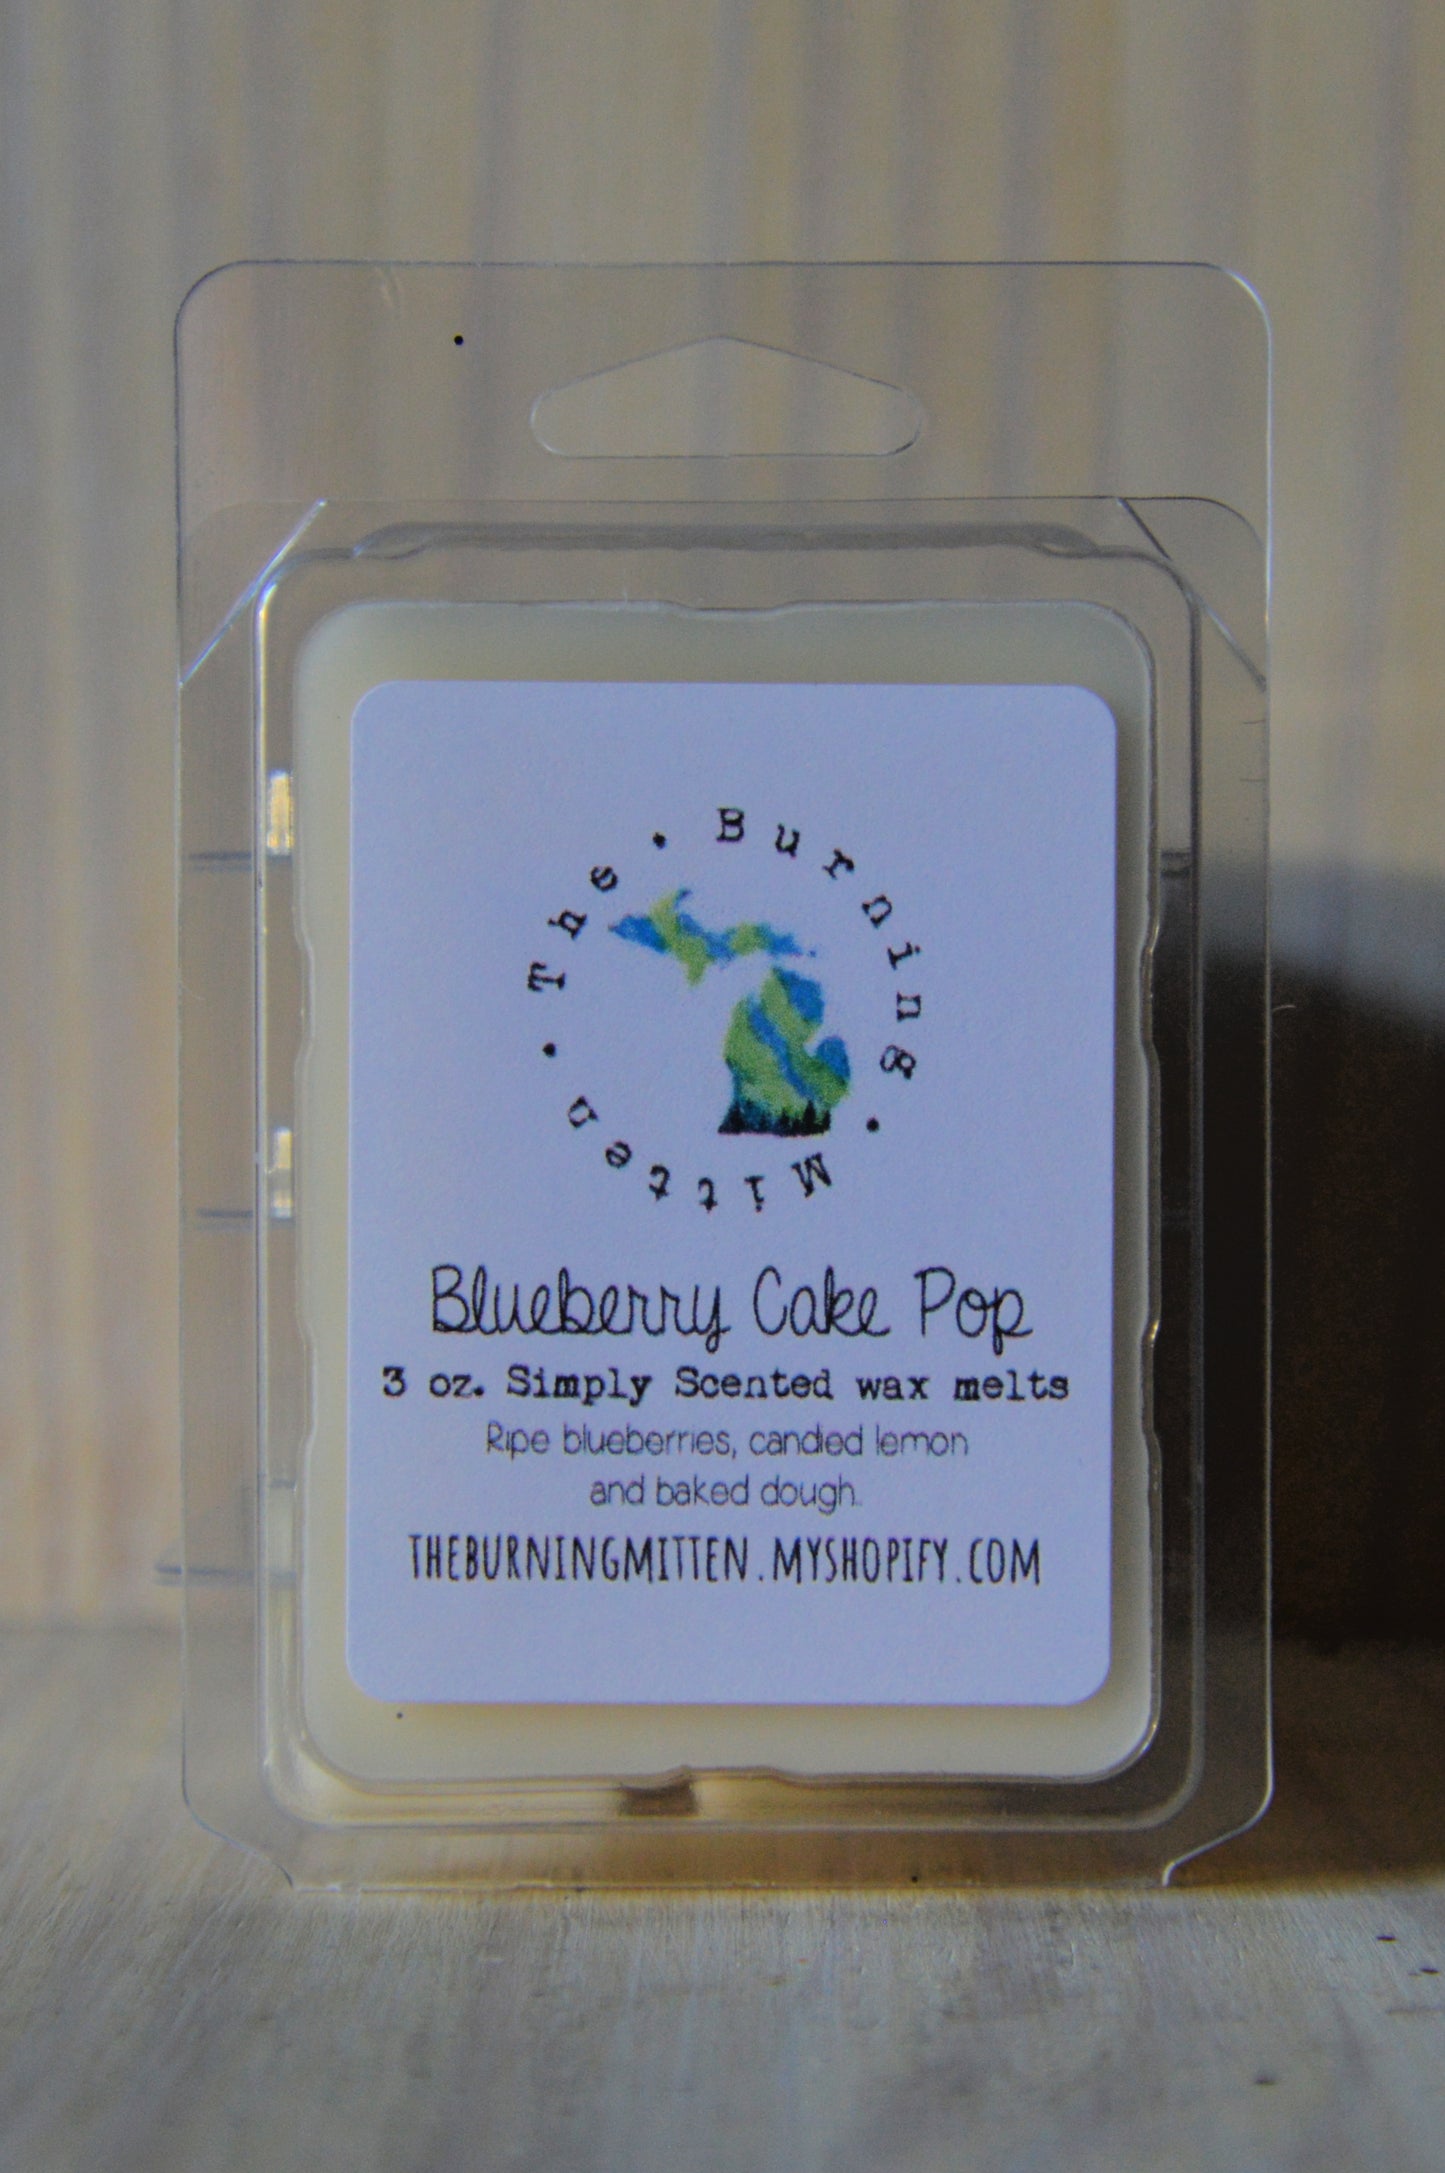 The • Burning • Mitten •
Blueberry Cake Pop
3 oz. Simply Scented wax melts
Ripe blueberries, candied lemon
and baked dough.
THEBURNINGMITTEN.MYSHOPIFY.COM